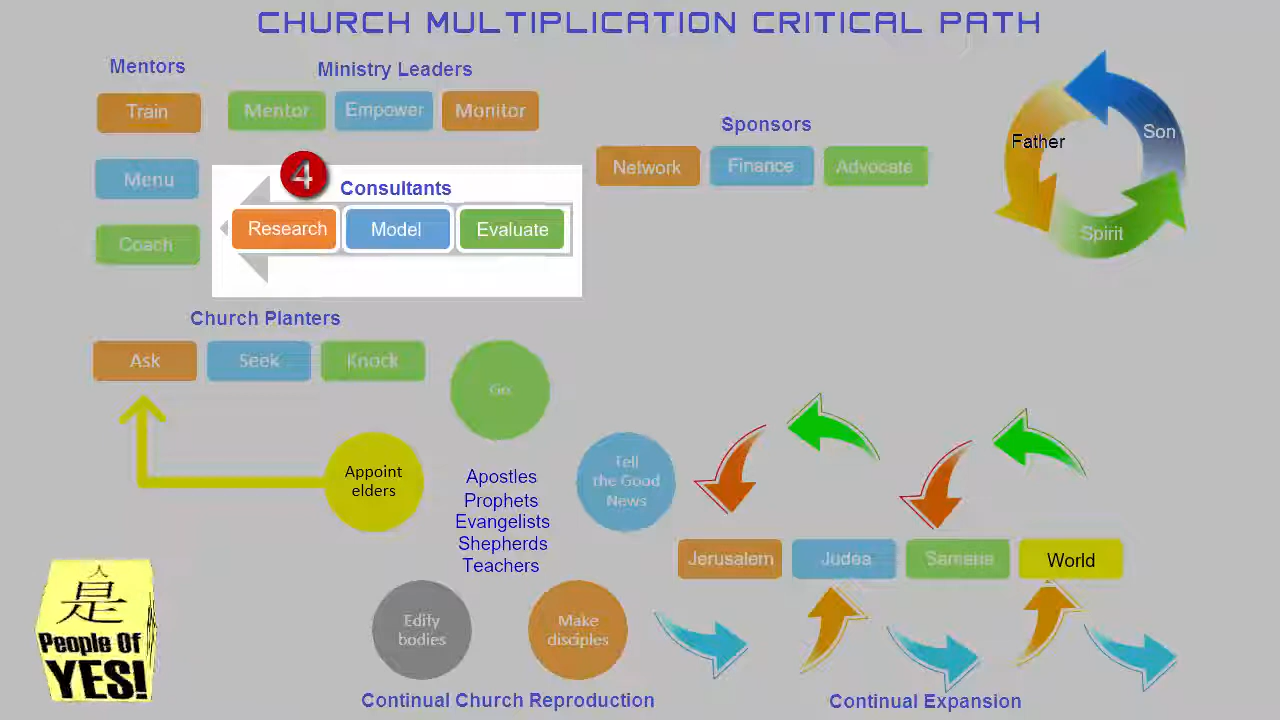 CHURCH MULTIPLICATION CRITICAL PATH
Mentors
Ministry Leaders
Train
Mentor
Empower
Monitor
Sponsors
Network
Finance
Advocate
Father
Son
Spirit
Menu
4
Consultants
Research
Model
Evaluate
Coach
Church Planters
Ask
Seek
Knock
Go
Appoint
elders
Tell
the Good
News
Apostles
Prophets
Evangelists
Shepherds
Teachers
Edify
bodies
Make
disciples
Jerusalem
Judea
Samaria
World
是
People Of
YES!
Continual Church Reproduction
Continual Expansion